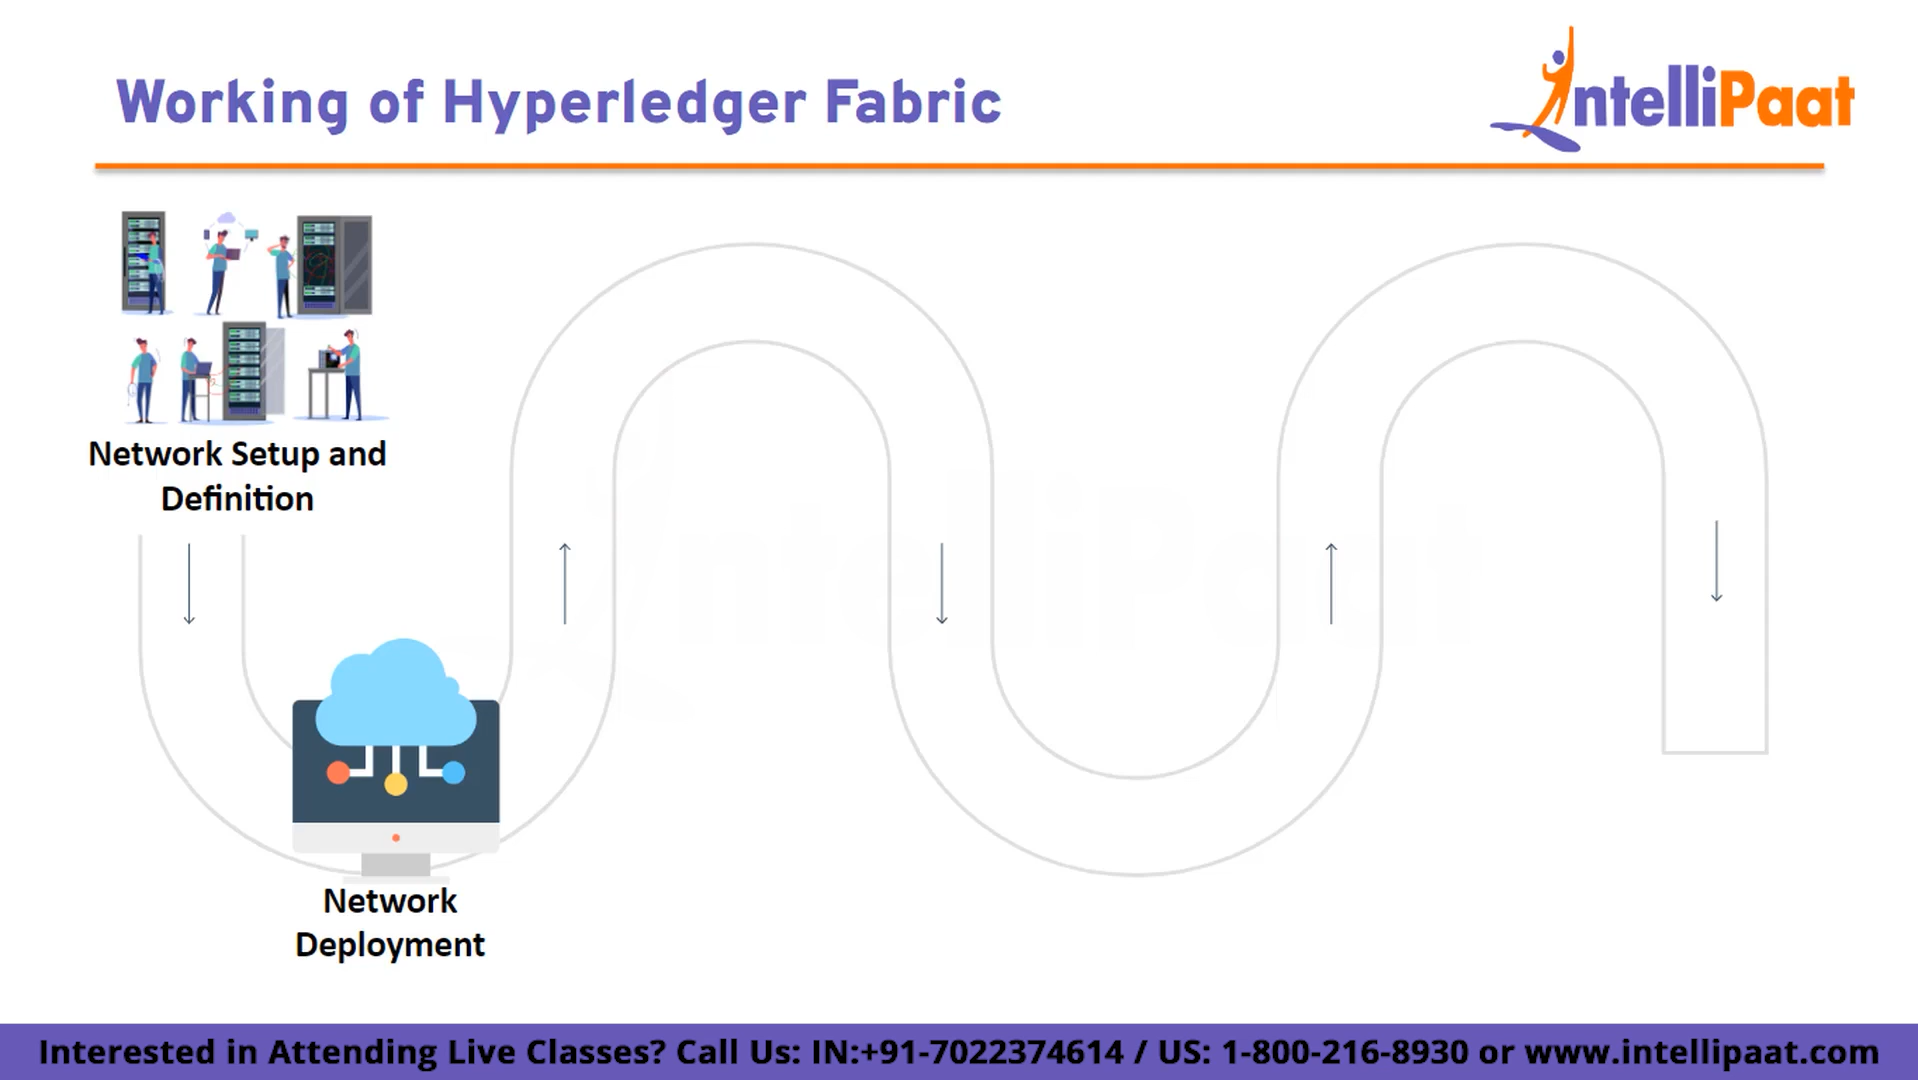 Working of Hyperledger Fabric
IntelliPaat
Network Setup and
Definition
Network
Deployment
IntelliPaat
Interested in Attending Live Classes? Call Us: IN:+91-7022374614 / US: 1-800-216-8930 or www.intellipaat.com